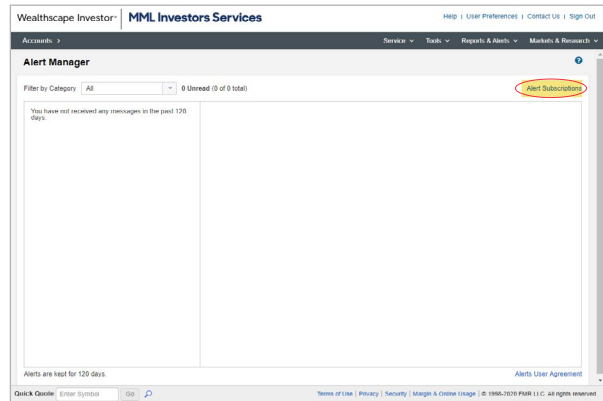 Wealthscape Investor℠ MML Investors Services
Help | User Preferences | Contact Us | Sign Out
Accounts > Service Tools Reports & Alerts Markets & Research
Alert Manager
Filter by Category All 0 Unread (0 of 0 total) Alert Subscriptions
You have not received any messages in the past 120
days.
Alerts are kept for 120 days. Alerts User Agreement
Quick Quote Enter Symbol Go Terms of Use | Privacy | Security | Margin & Online Usage | © 1998-2020 FMR LLC. All rights reserved.